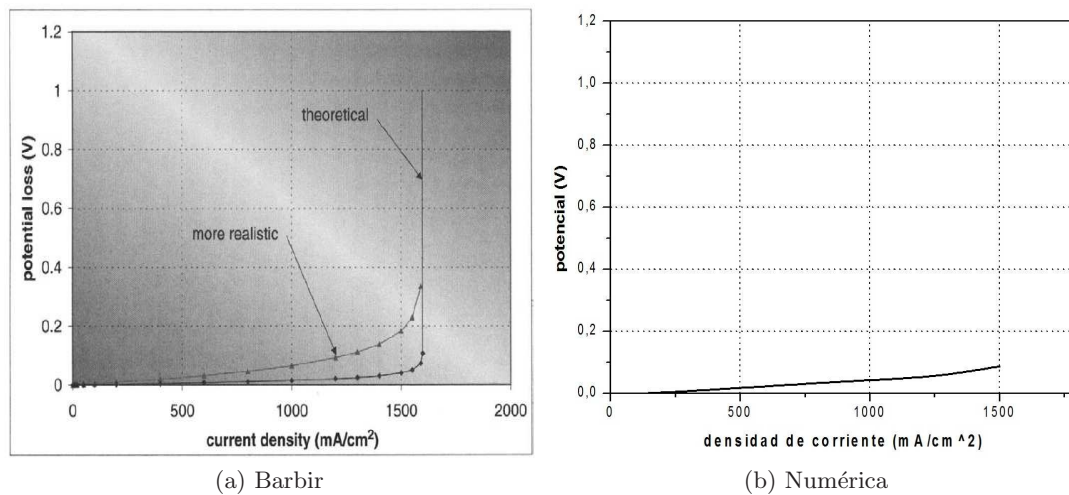 1.2
1
0.8
0.6
0.4
0.2
0
potential loss (V)
theoretical
more realistic
0 500 1000 1500 2000
current density (mA/cm²)
(a) Barbir
1,2
1,0
0,8
0,6
0,4
0,2
0,0
potencial (V)
0 500 1000 1500
densidad de corriente (mA/cm^2)
(b) Numérica